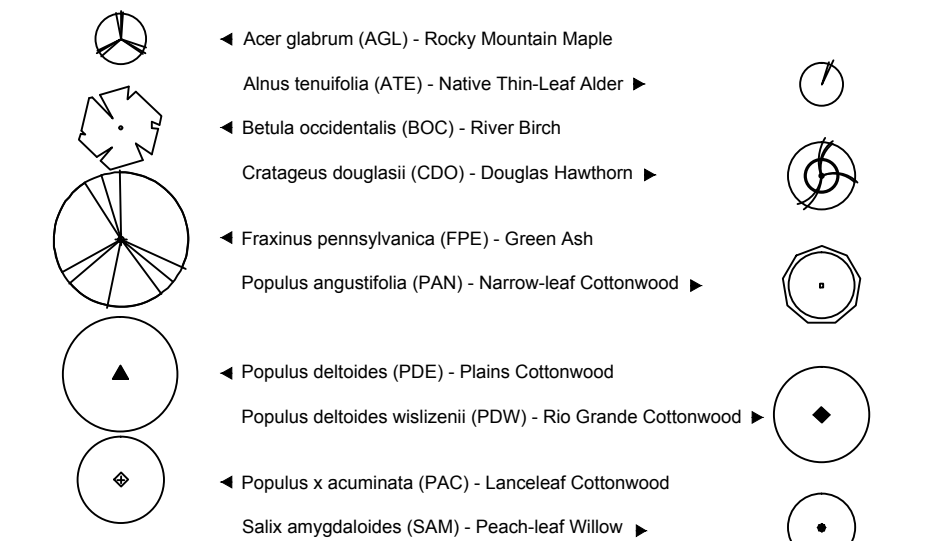 Acer glabrum (AGL) - Rocky Mountain Maple
Alnus tenuifolia (ATE) - Native Thin-Leaf Alder
Betula occidentalis (BOC) - River Birch
Cratageus douglasii (CDO) - Douglas Hawthorn
Fraxinus pennsylvanica (FPE) - Green Ash
Populus angustifolia (PAN) - Narrow-leaf Cottonwood
Populus deltoides (PDE) - Plains Cottonwood
Populus deltoides wislizenii (PDW) - Rio Grande Cottonwood
Populus x acuminata (PAC) - Lanceleaf Cottonwood
Salix amygdaloides (SAM) - Peach-leaf Willow